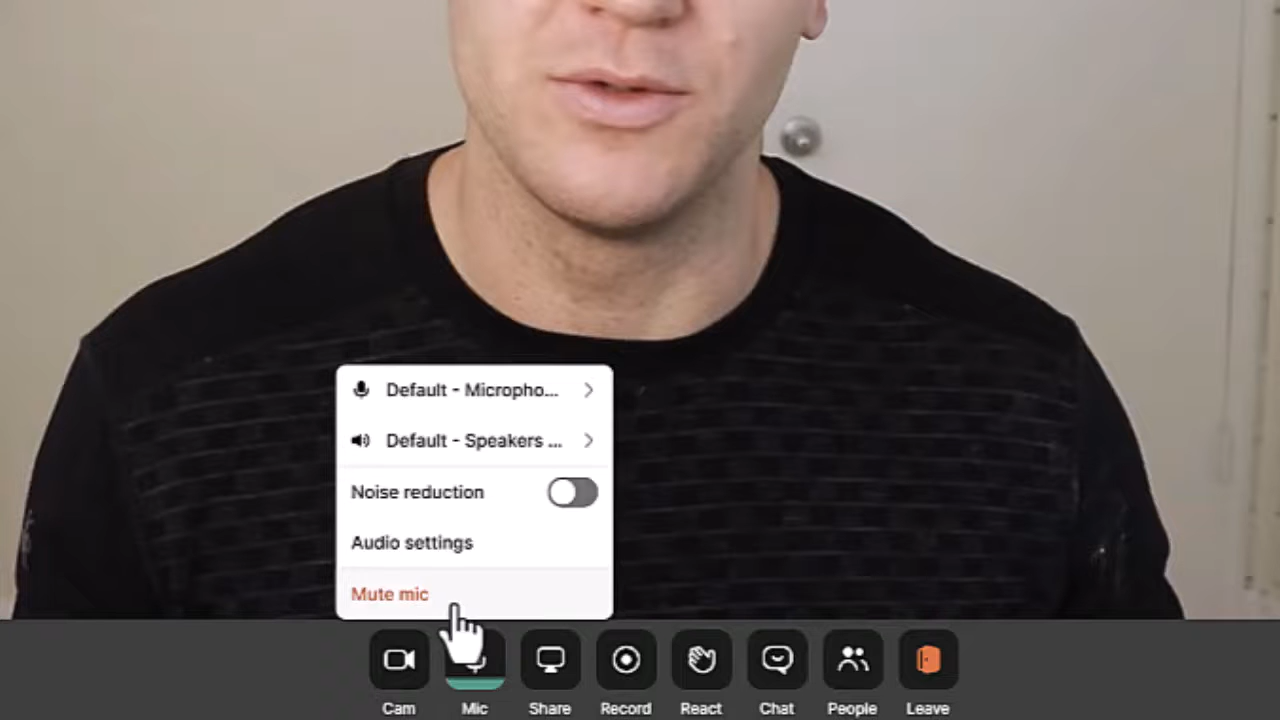 Default - Micropho...
Default - Speakers ...
Noise reduction
Audio settings
Mute mic
Cam
Mic
Share
Record
React
Chat
People
Leave